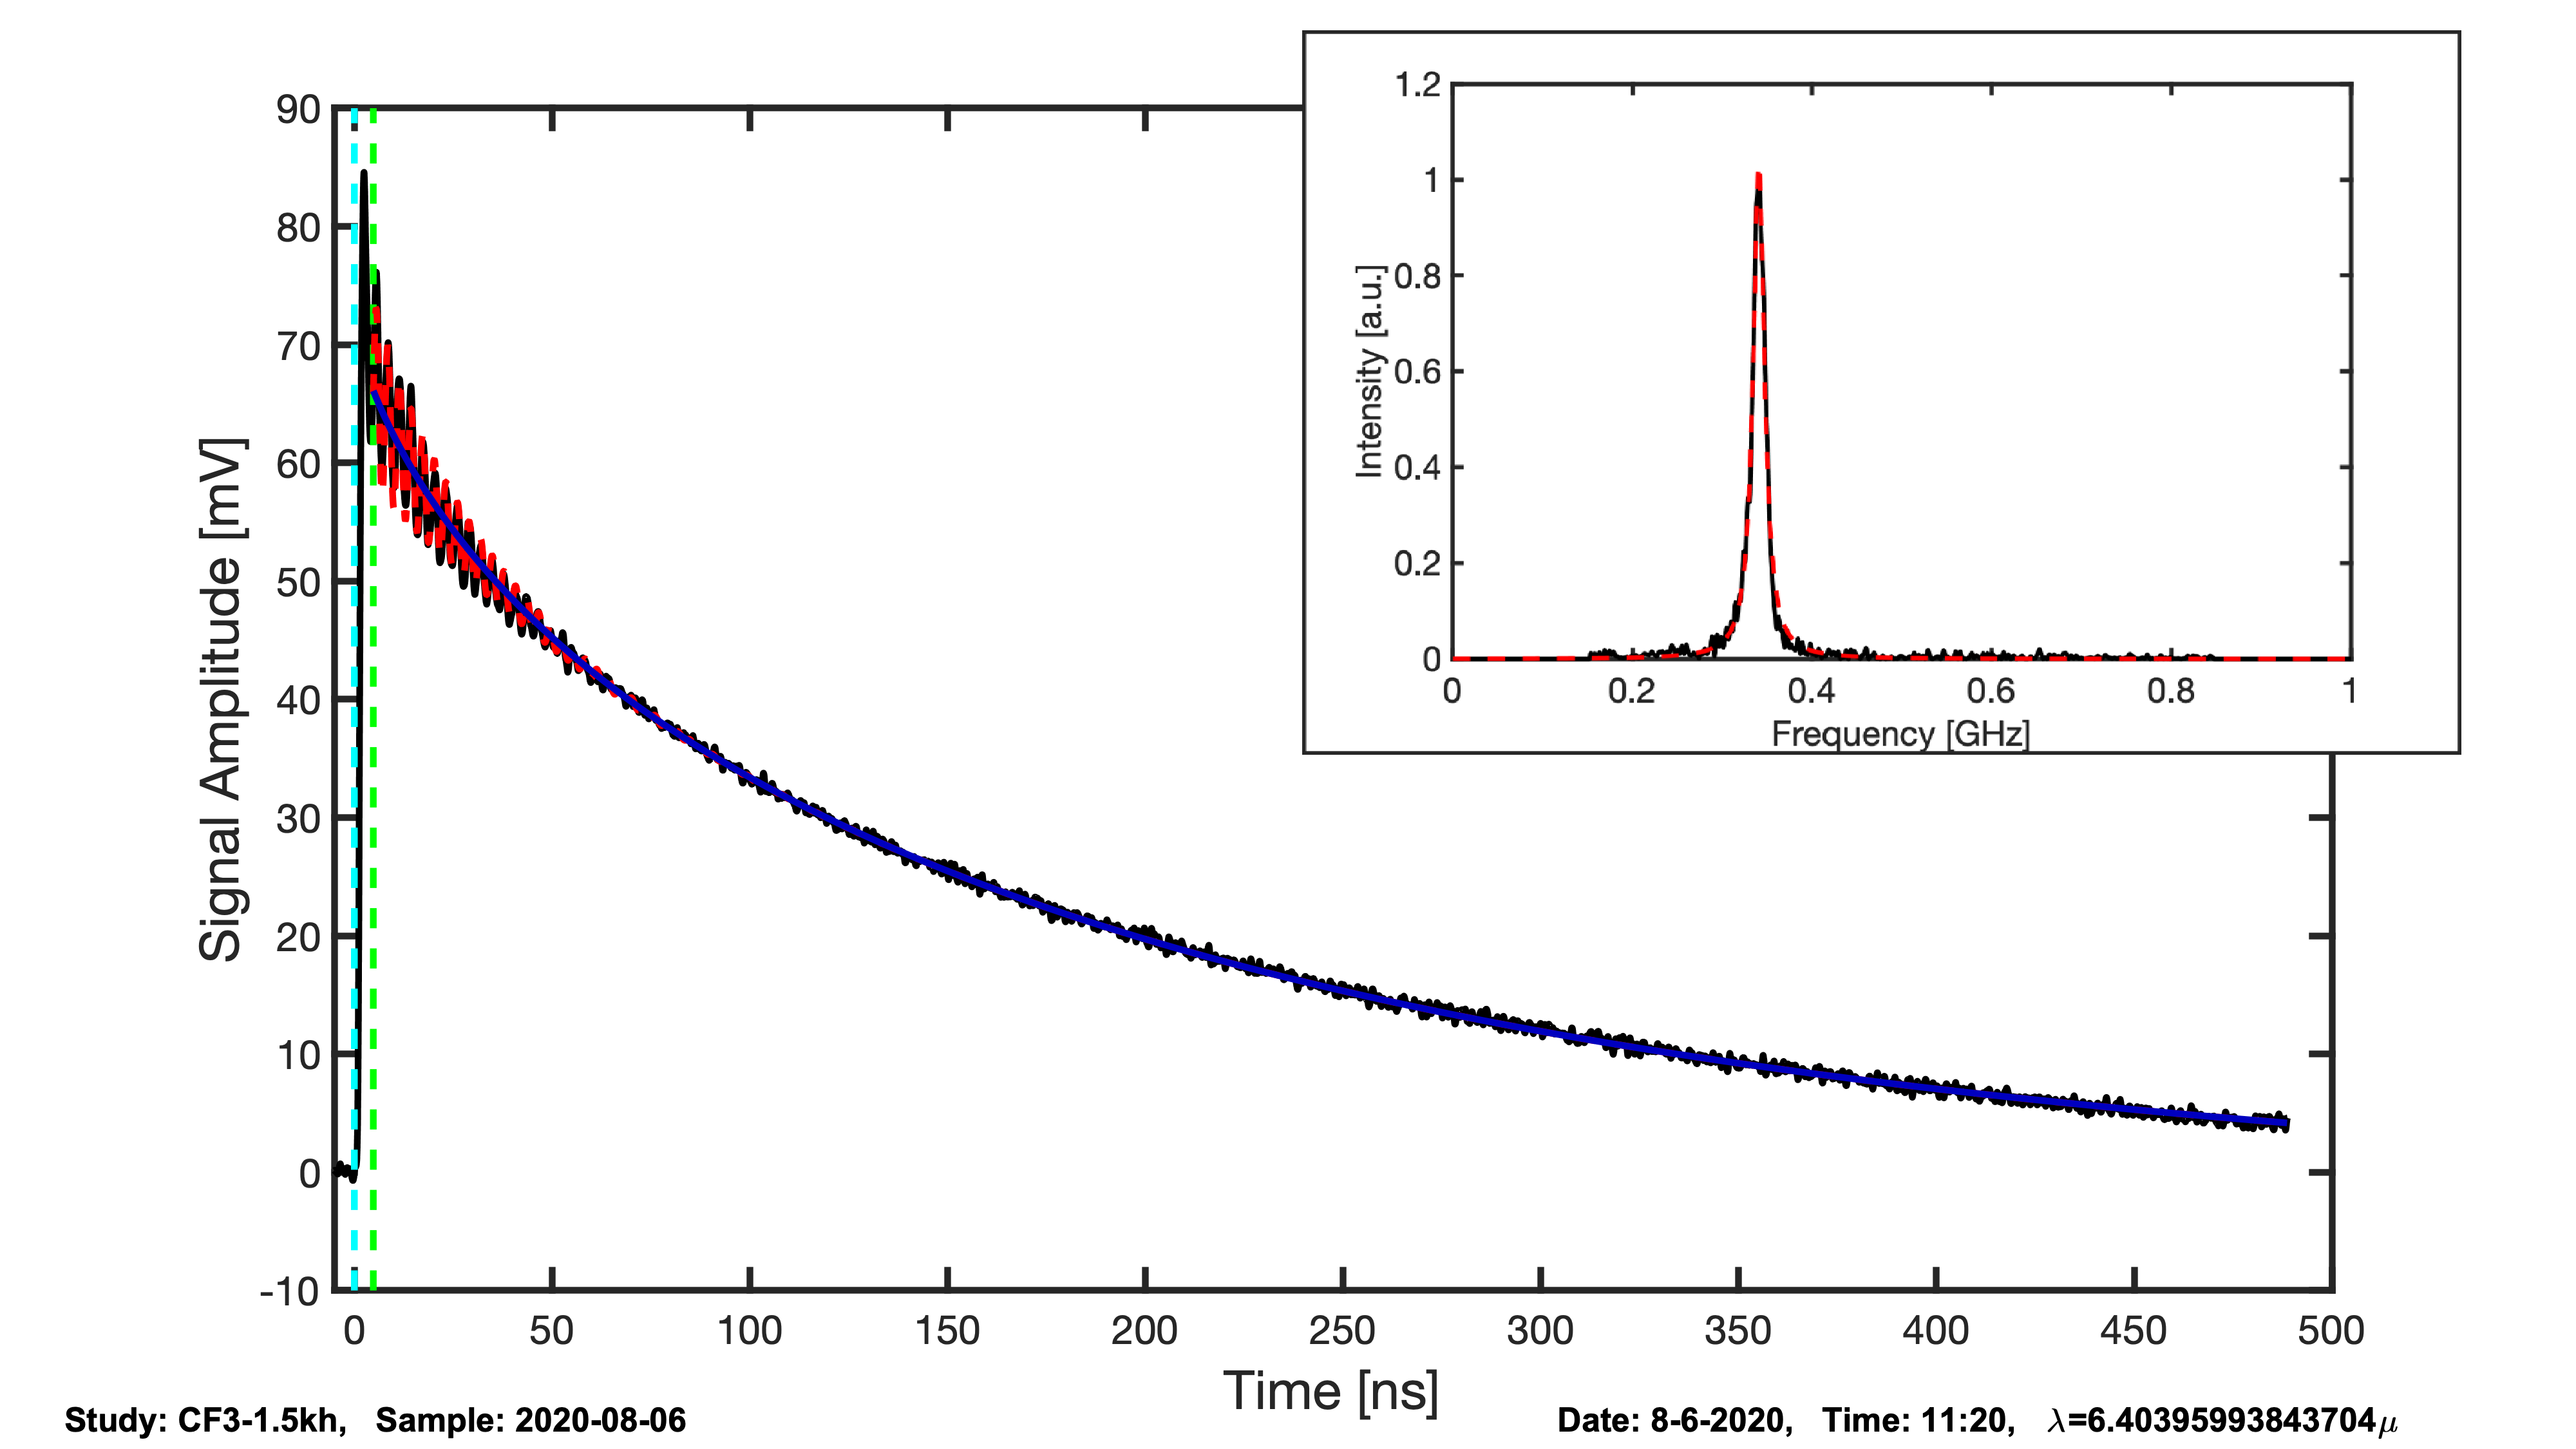 1.2
1
0.8
0.6
0.4
0.2
0
Intensity [a.u.]
0 0.2 0.4 0.6 0.8 1
Frequency [GHz]
90
80
70
60
50
40
30
20
10
0
-10
Signal Amplitude [mV]
0 50 100 150 200 250 300 350 400 450 500
Time [ns]
Study: CF3-1.5kh, Sample: 2020-08-06
Date: 8-6-2020, Time: 11:20, λ=6.40395993843704μ